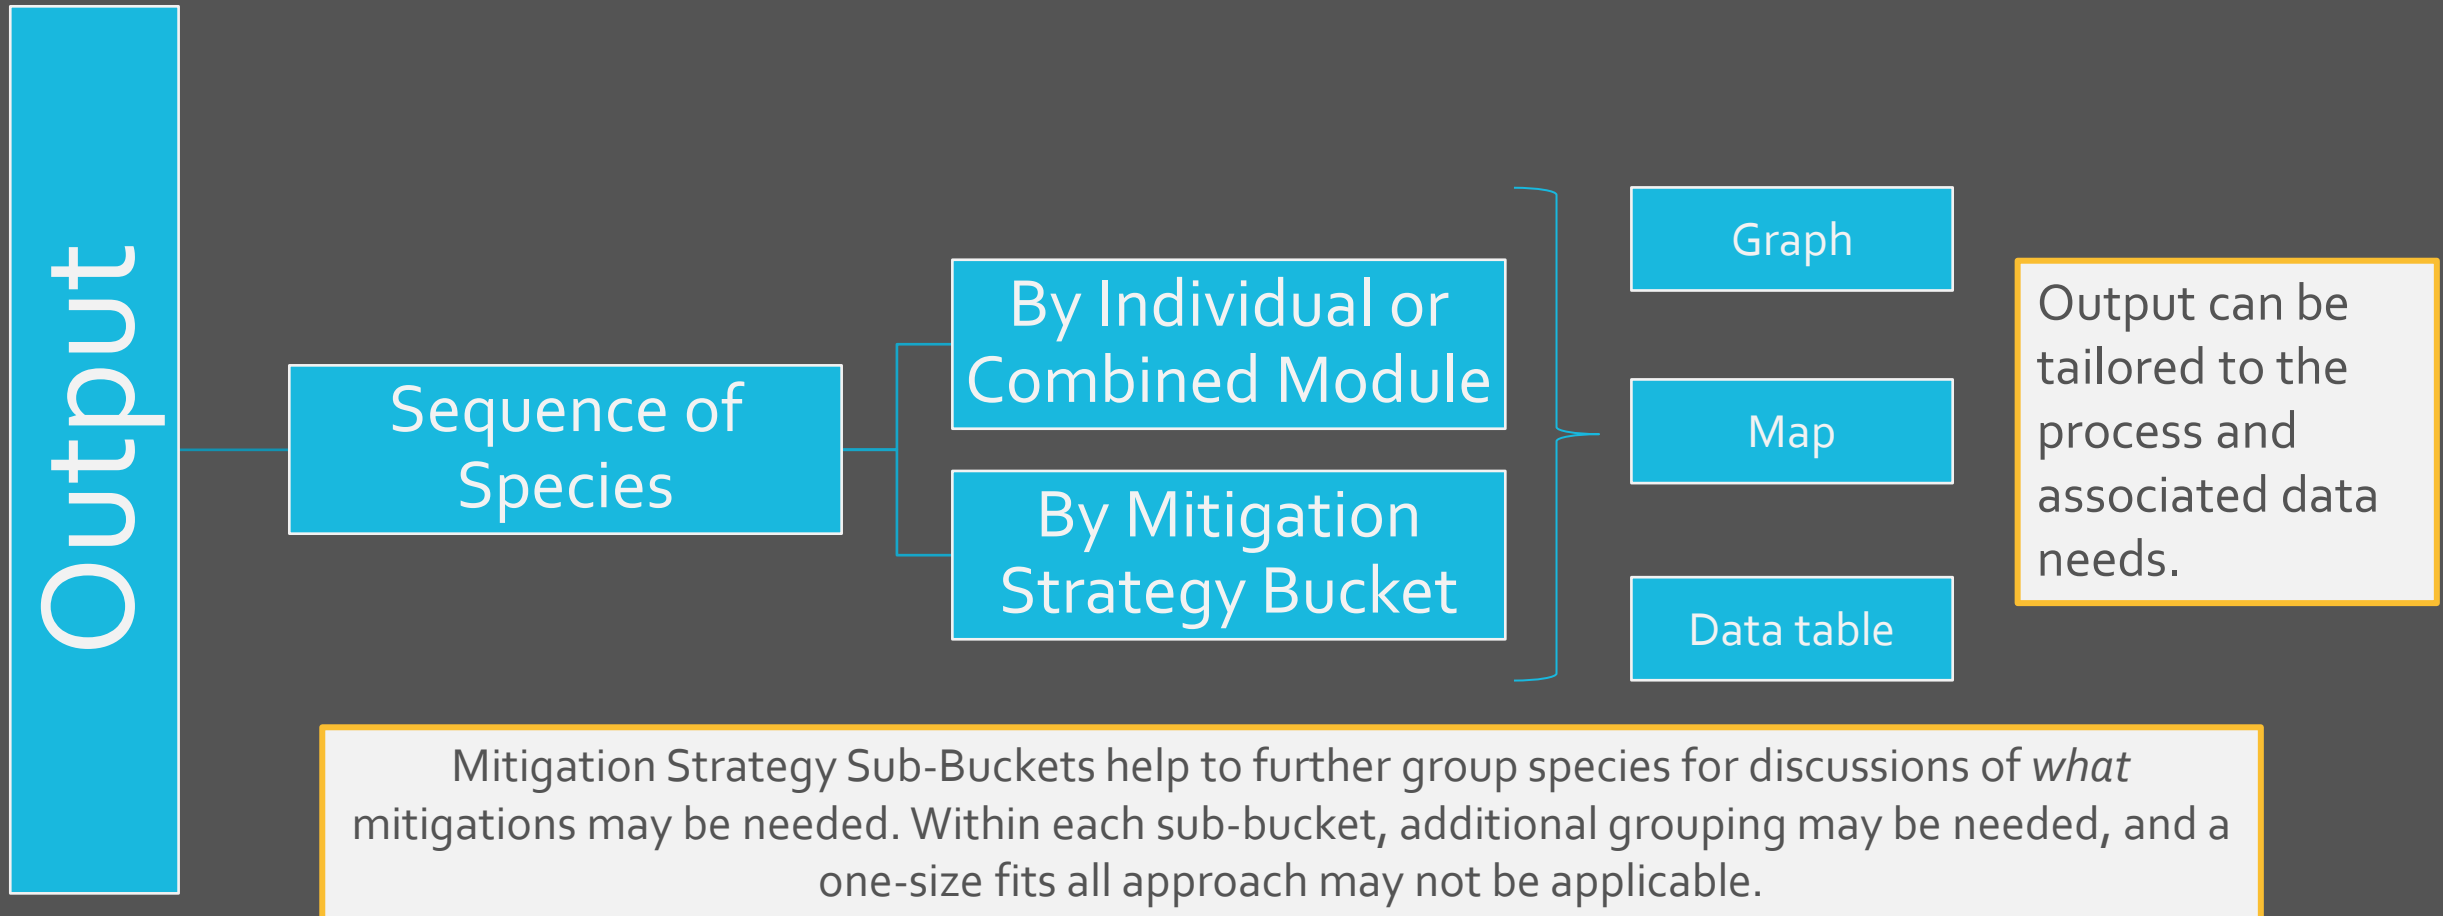 Output
Sequence of
Species
By Individual or
Combined Module
By Mitigation
Strategy Bucket
Graph
Map
Data table
Output can be
tailored to the
process and
associated data
needs.
Mitigation Strategy Sub-Buckets help to further group species for discussions of what
mitigations may be needed. Within each sub-bucket, additional grouping may be needed, and a
one-size fits all approach may not be applicable.